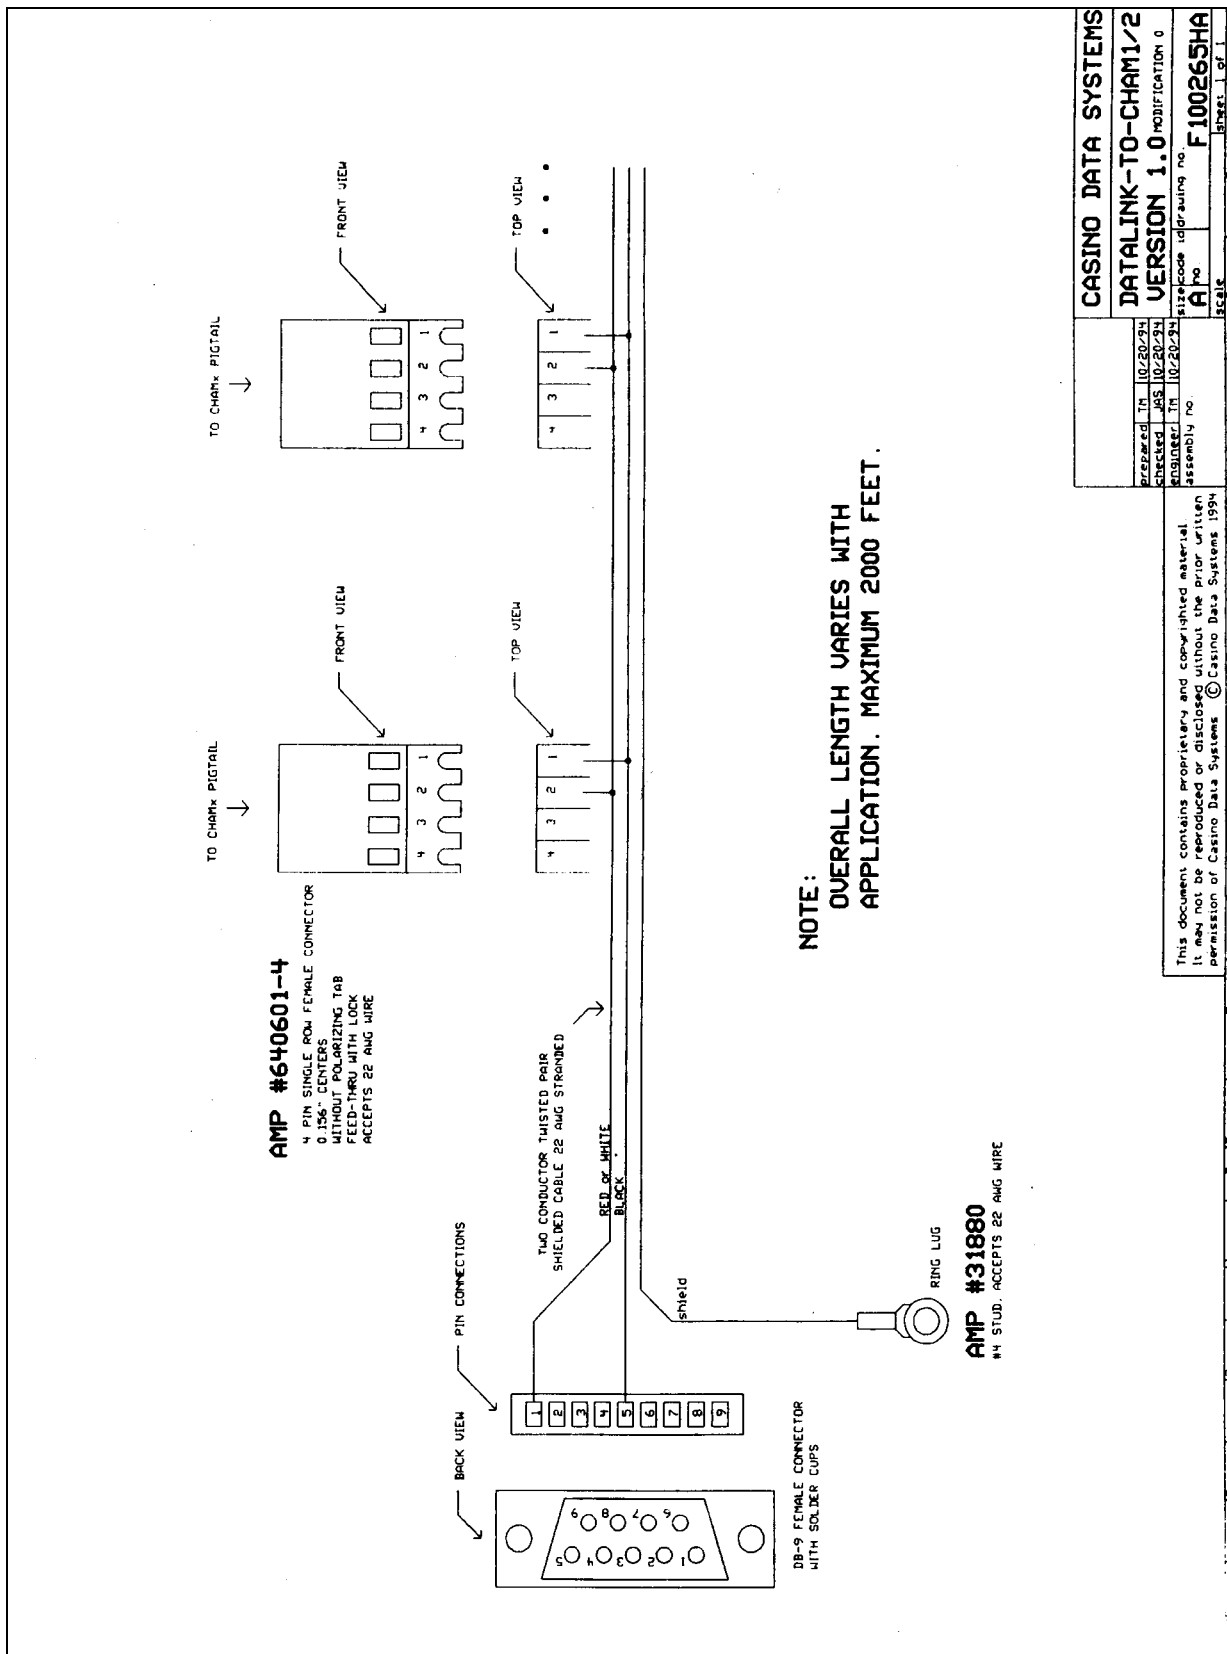 TO CHAMx PIGTAIL
FRONT VIEW
4 3 2 1
TOP VIEW
4 3 2 1
TO CHAMx PIGTAIL
FRONT VIEW
4 3 2 1
TOP VIEW
4 3 2 1
AMP #640601-4
4 PIN SINGLE ROW FEMALE CONNECTOR
0.156" CENTERS
WITHOUT POLARIZING TAB
FEED-THRU WITH LOCK
ACCEPTS 22 AWG WIRE
TWO CONDUCTOR TWISTED PAIR
SHIELDED CABLE 22 AWG STRANDED
RED or WHITE
BLACK
BACK VIEW
PIN CONNECTIONS
5 4 3 2 1
9 8 7 6
1
2
3
4
5
6
7
8
9
shield
DB-9 FEMALE CONNECTOR
WITH SOLDER CUPS
RING LUG
AMP #31880
#4 STUD, ACCEPTS 22 AWG WIRE
NOTE:
OVERALL LENGTH VARIES WITH
APPLICATION. MAXIMUM 2000 FEET.
This document contains proprietary and copyrighted material.
It may not be reproduced or disclosed without the prior written
permission of Casino Data Systems © Casino Data Systems 1994
prepared TM 10/20/94
checked JAS 10/20/94
engineer TM 10/20/94
assembly no.
CASINO DATA SYSTEMS
DATALINK-TO-CHAM1/2
VERSION 1.0 MODIFICATION 0
size code id drawing no.
A no F100265HA
scale sheet 1 of 1